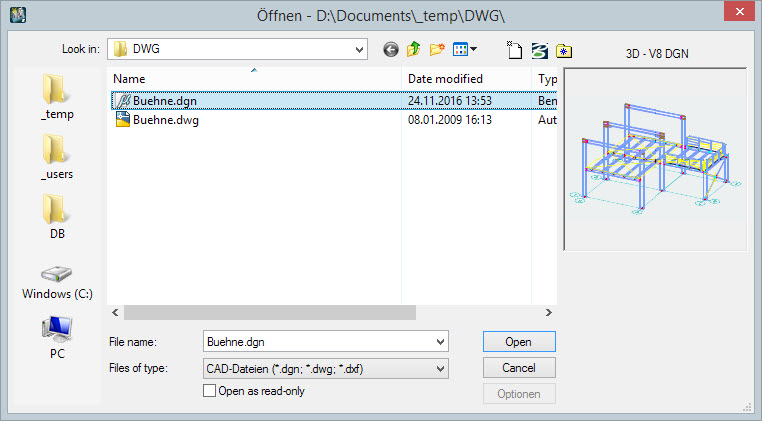 Öffnen - D:\Documents\_temp\DWG\
Look in: DWG
3D - V8 DGN
_temp
_users
DB
Windows (C:)
PC
Name Date modified Typ
Buehne.dgn 24.11.2016 13:53 Ben
Buehne.dwg 08.01.2009 16:13 Aut
File name: Buehne.dgn Open
Files of type: CAD-Dateien (*.dgn; *.dwg; *.dxf) Cancel
Open as read-only Optionen